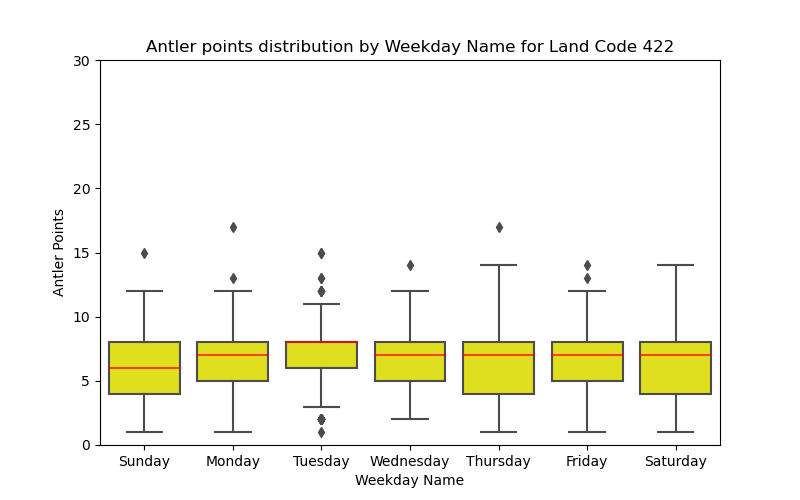 Antler points distribution by Weekday Name for Land Code 422
30
25
20
15
10
5
0
Antler Points
Sunday Monday Tuesday Wednesday Thursday Friday Saturday
Weekday Name